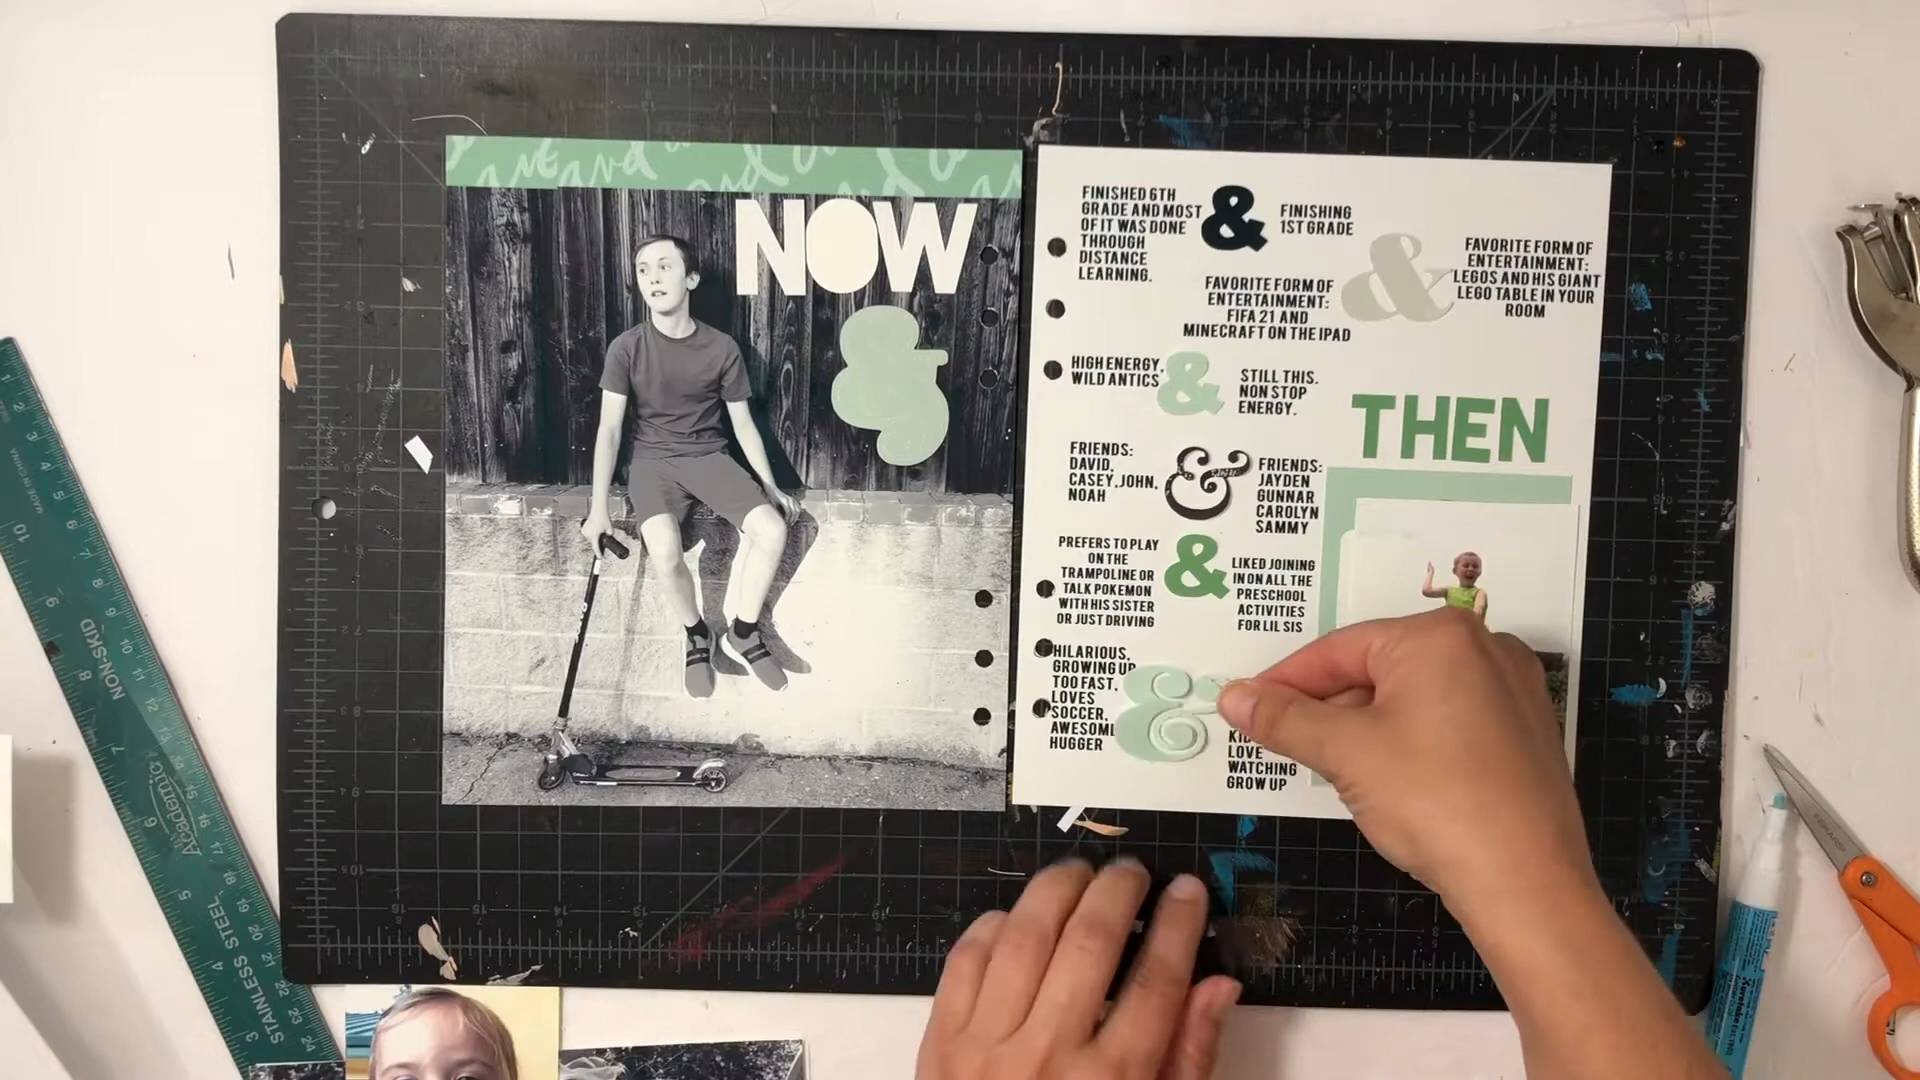 and
NOW
&
FINISHED 6TH
GRADE AND MOST
OF IT WAS DONE
THROUGH
DISTANCE
LEARNING.
&
FINISHING
1ST GRADE
FAVORITE FORM OF
ENTERTAINMENT:
FIFA 21 AND
MINECRAFT ON THE IPAD
&
FAVORITE FORM OF
ENTERTAINMENT:
LEGOS AND HIS GIANT
LEGO TABLE IN YOUR
ROOM
HIGH ENERGY,
WILD ANTICS
&
STILL THIS.
NON STOP
ENERGY.
THEN
FRIENDS:
DAVID,
CASEY, JOHN,
NOAH
&
FRIENDS:
JAYDEN
GUNNAR
CAROLYN
SAMMY
PREFERS TO PLAY
ON THE
TRAMPOLINE OR
TALK POKEMON
WITH HIS SISTER
OR JUST DRIVING
&
LIKED JOINING
IN ON ALL THE
PRESCHOOL
ACTIVITIES
FOR LIL SIS
HILARIOUS,
GROWING UP
TOO FAST,
LOVES
SOCCER,
AWESOME
HUGGER
&
LOVE
WATCHING
GROW UP
STAINLESS STEEL
Academic
NON-SKID
MADE IN CHINA